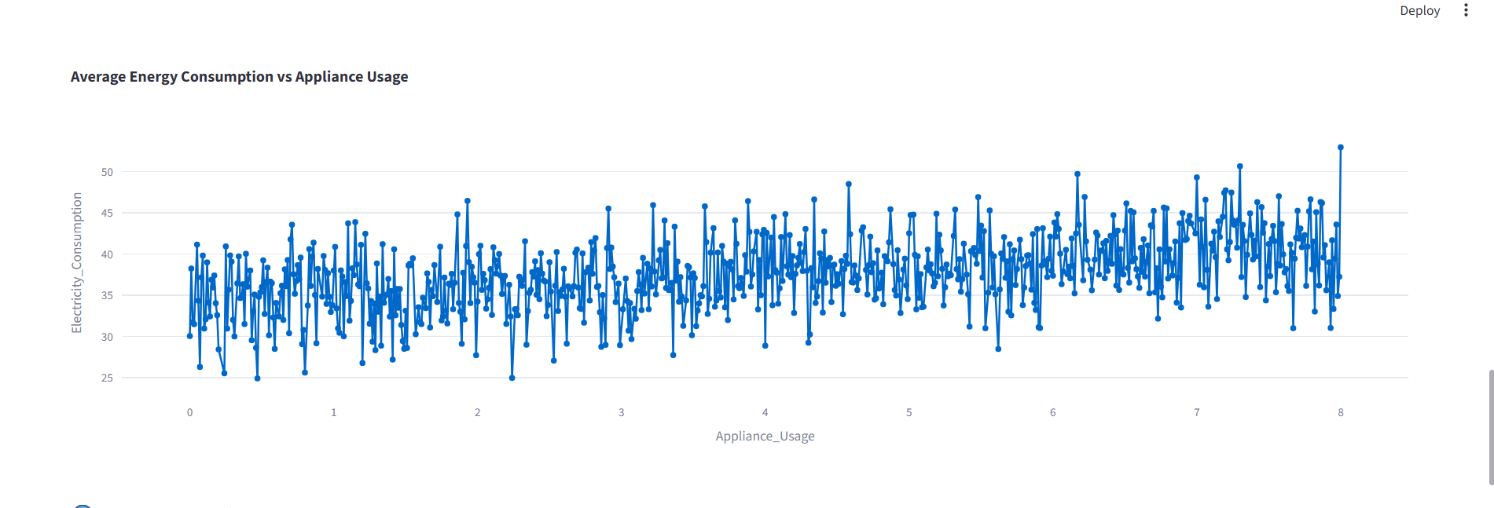 Deploy
Average Energy Consumption vs Appliance Usage
Electricity_Consumption
50
45
40
35
30
25
0 1 2 3 4 5 6 7 8
Appliance_Usage